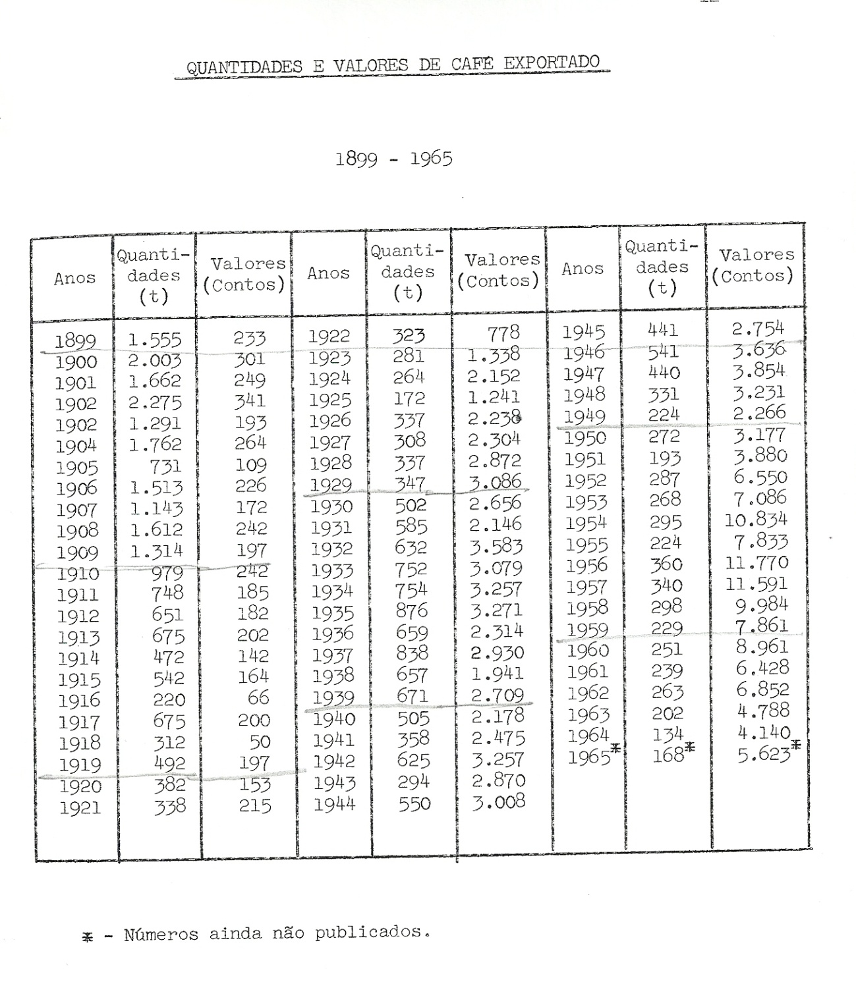 QUANTIDADES E VALORES DE CAFÉ EXPORTADO
1899 - 1965
Anos Quanti-dades (t) Valores (Contos) Anos Quanti-dades (t) Valores (Contos) Anos Quanti-dades (t) Valores (Contos)
1899 1.555 233 1922 323 778 1945 441 2.754
1900 2.003 301 1923 281 1.338 1946 541 3.636
1901 1.662 249 1924 264 2.152 1947 440 3.854
1902 2.275 341 1925 172 1.241 1948 331 3.231
1902 1.291 193 1926 337 2.238 1949 224 2.266
1904 1.762 264 1927 308 2.304 1950 272 3.177
1905 731 109 1928 337 2.872 1951 193 3.880
1906 1.513 226 1929 347 3.086 1952 287 6.550
1907 1.143 172 1930 502 2.656 1953 268 7.086
1908 1.612 242 1931 585 2.146 1954 295 10.834
1909 1.314 197 1932 632 3.583 1955 224 7.833
1910 979 242 1933 752 3.079 1956 360 11.770
1911 748 185 1934 754 3.257 1957 340 11.591
1912 651 182 1935 876 3.271 1958 298 9.984
1913 675 202 1936 659 2.314 1959 229 7.861
1914 472 142 1937 838 2.930 1960 251 8.961
1915 542 164 1938 657 1.941 1961 239 6.428
1916 220 66 1939 671 2.709 1962 263 6.852
1917 675 200 1940 505 2.178 1963 202 4.788
1918 312 50 1941 358 2.475 1964 134 4.140
1919 492 197 1942 625 3.257 1965* 168* 5.623*
1920 382 153 1943 294 2.870
1921 338 215 1944 550 3.008
* - Números ainda não publicados.